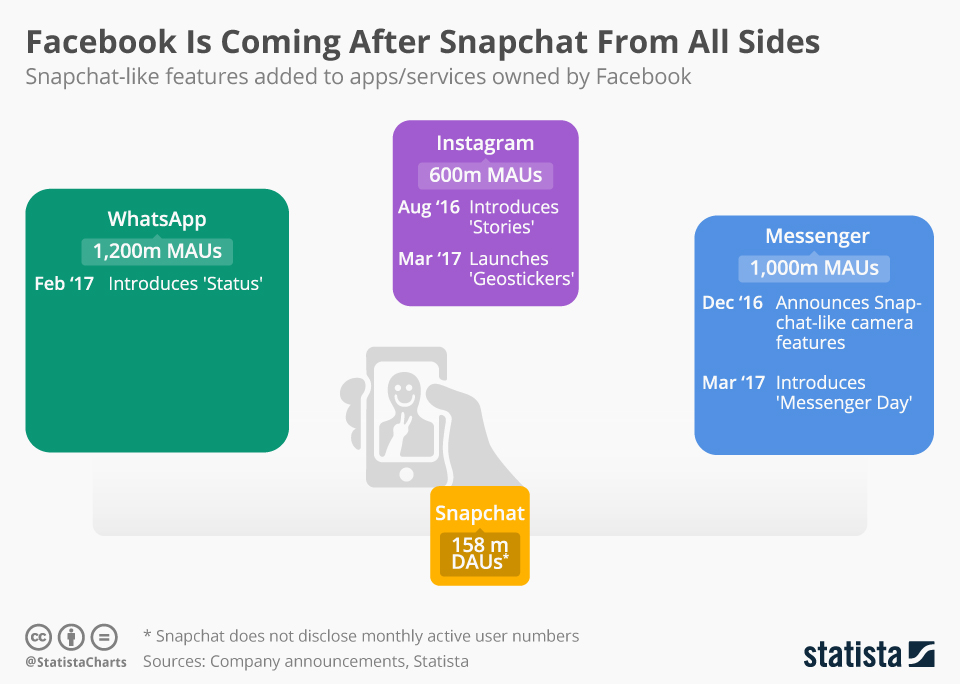 Facebook Is Coming After Snapchat From All Sides
Snapchat-like features added to apps/services owned by Facebook
Instagram
600m MAUs
Aug ‘16 Introduces
'Stories'
Mar ‘17 Launches
'Geostickers'
WhatsApp
1,200m MAUs
Feb ‘17 Introduces 'Status'
Messenger
1,000m MAUs
Dec ‘16 Announces Snap-
chat-like camera
features
Mar ‘17 Introduces
'Messenger Day'
Snapchat
158 m
DAUs*
cc
@StatistaCharts
* Snapchat does not disclose monthly active user numbers
Sources: Company announcements, Statista
statista